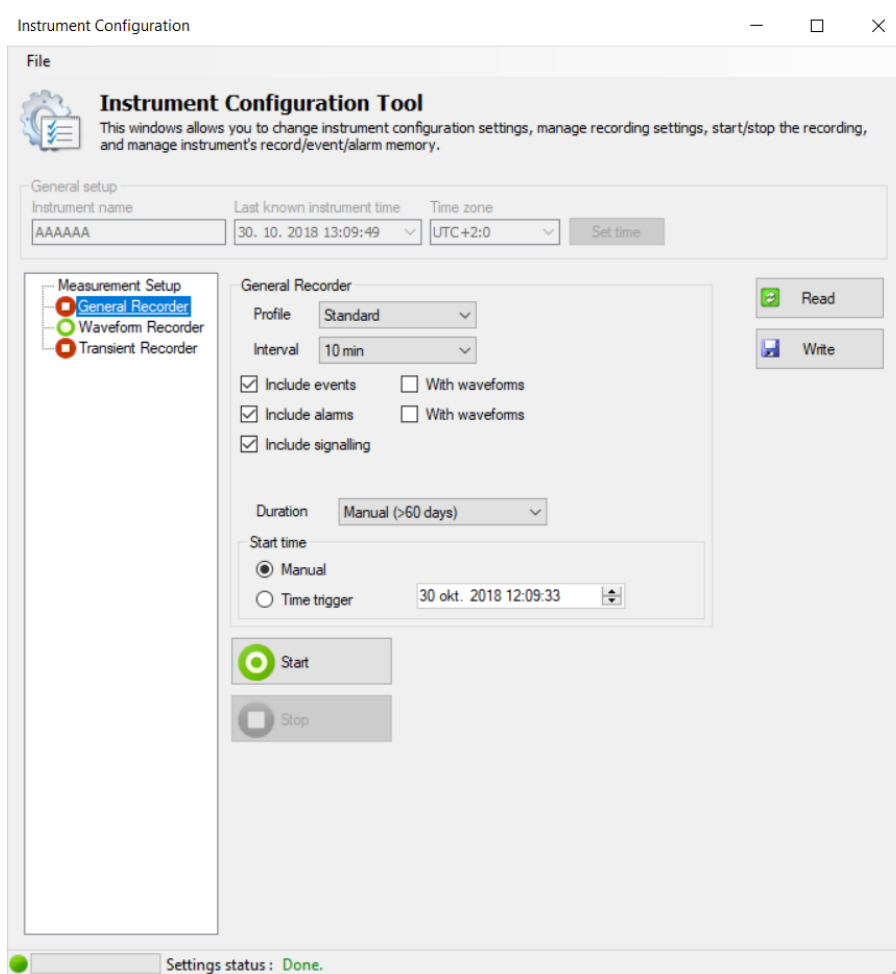 Instrument Configuration
File
Instrument Configuration Tool
This windows allows you to change instrument configuration settings, manage recording settings, start/stop the recording,
and manage instrument's record/event/alarm memory.
General setup
Instrument name Last known instrument time Time zone
AAAAAA 30. 10. 2018 13:09:49 UTC+2:0 Set time
Measurement Setup
General Recorder
Waveform Recorder
Transient Recorder
General Recorder
Profile Standard
Interval 10 min
Include events With waveforms
Include alarms With waveforms
Include signalling
Duration Manual (>60 days)
Start time
Manual
Time trigger 30 okt. 2018 12:09:33
Start
Stop
Read
Write
Settings status : Done.